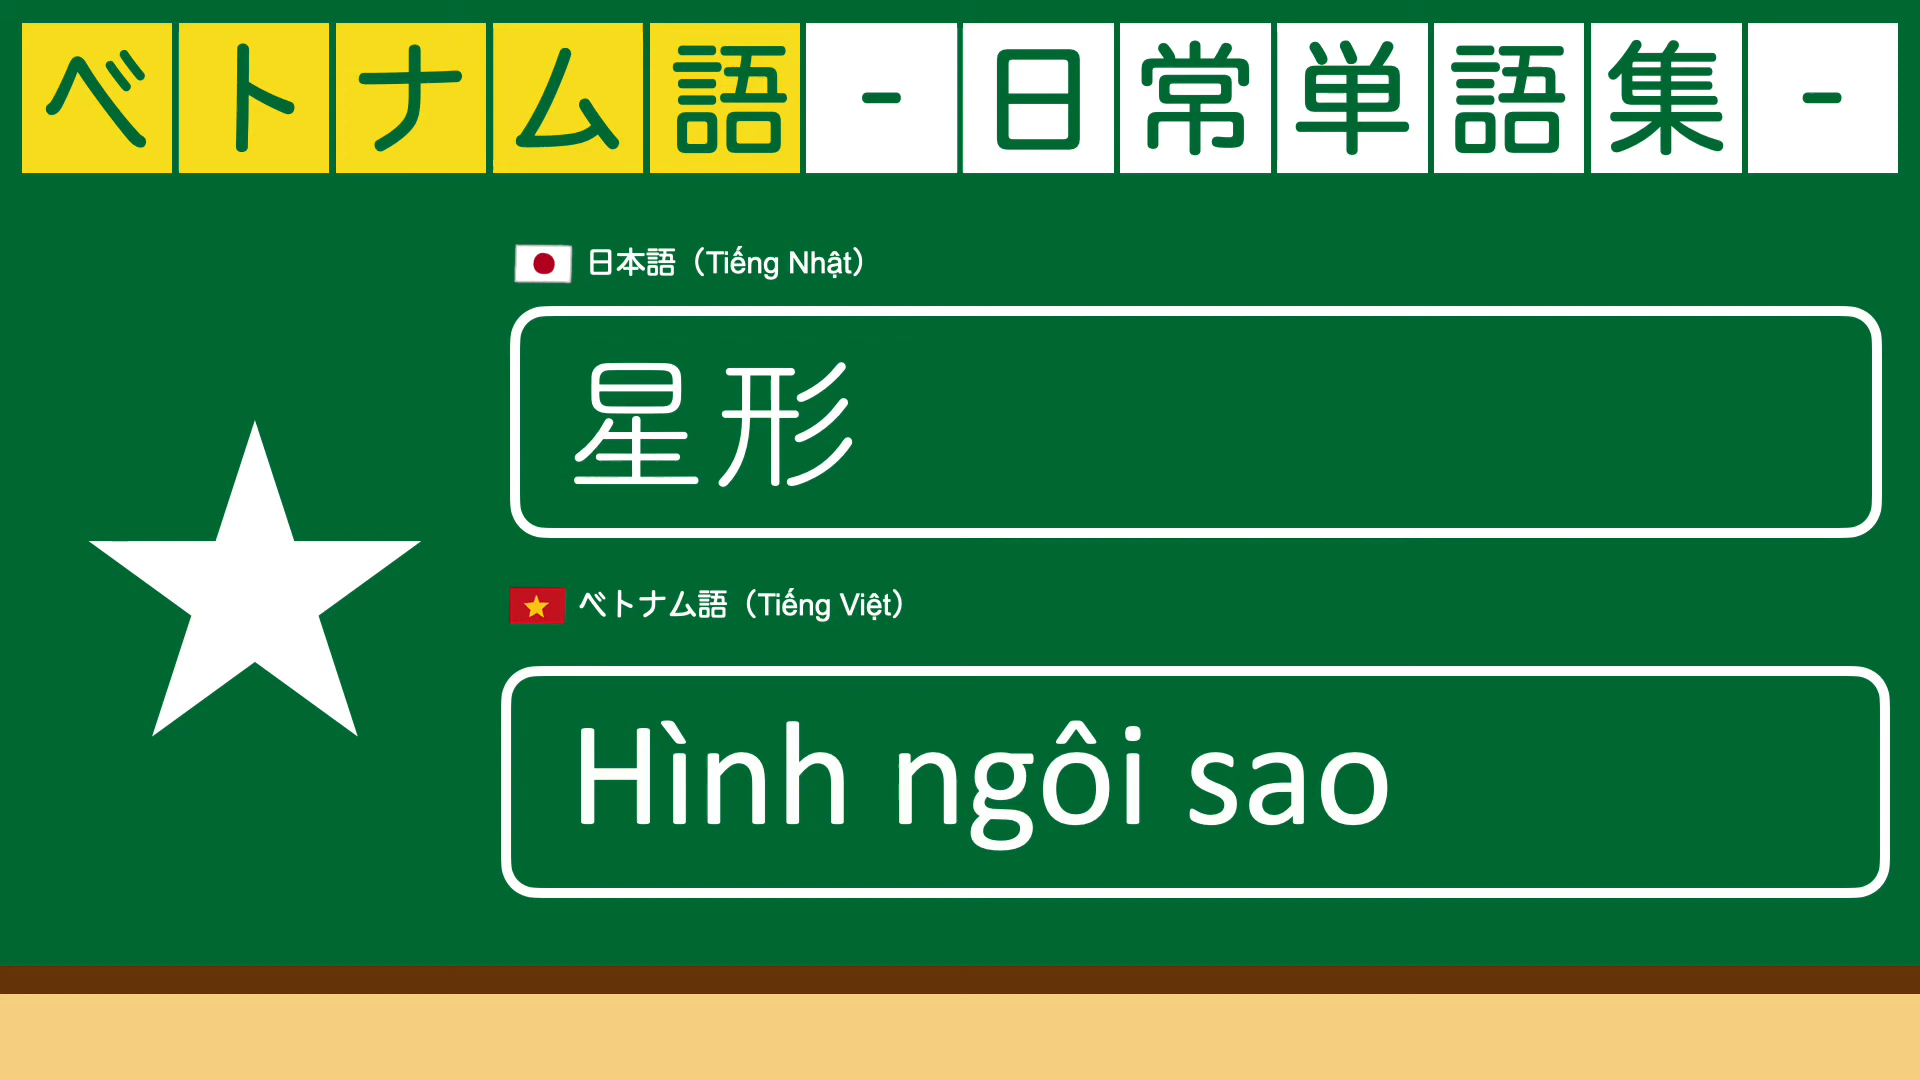 ベトナム語-日常単語集-
日本語（Tiếng Nhật）
星形
ベトナム語（Tiếng Việt）
Hình ngôi sao